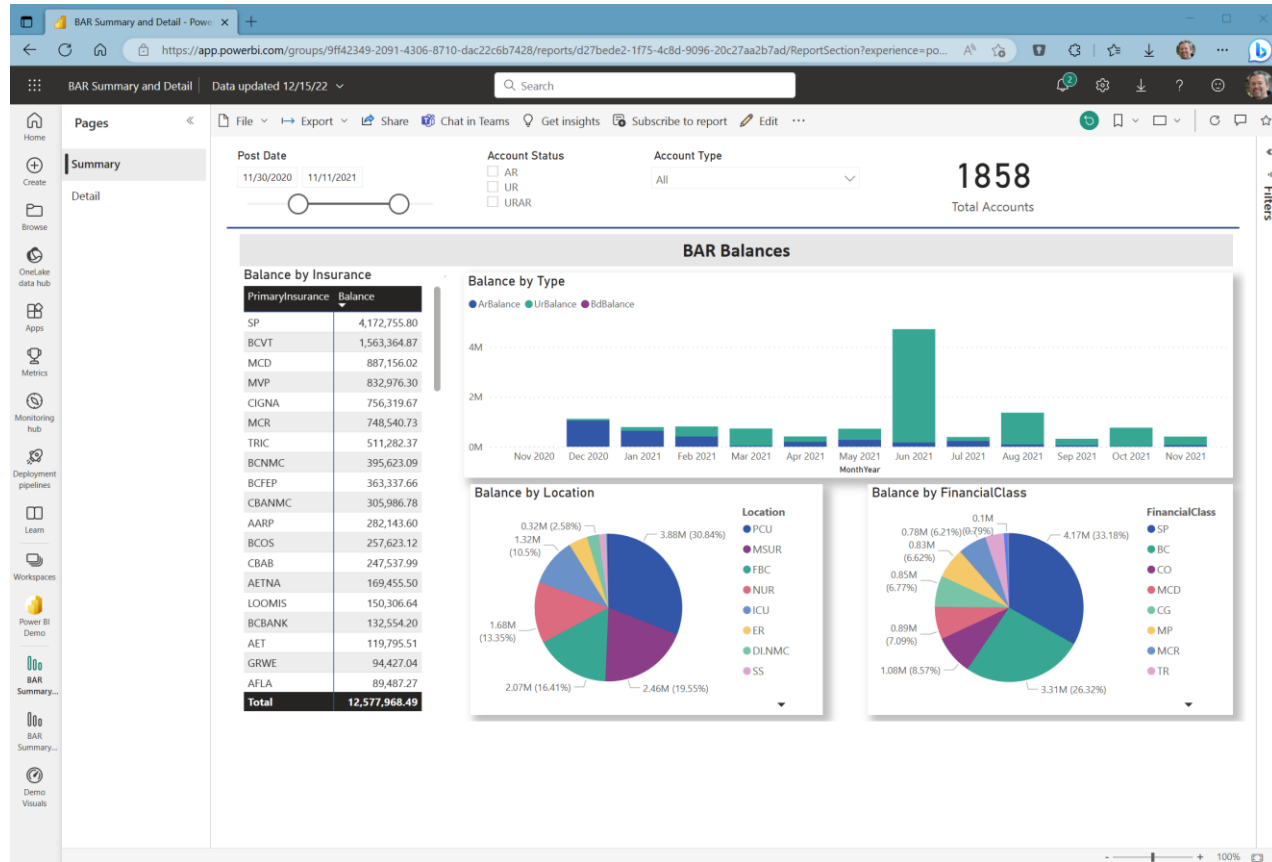 BAR Summary and Detail - Powe
https://app.powerbi.com/groups/9ff42349-2091-4306-8710-dac22c6b7428/reports/d27bede2-1f75-4c8d-9096-20c27aa2b7ad/ReportSection?experience=po...
BAR Summary and Detail
Data updated 12/15/22
Search
2
Home
Create
Browse
OneLake
data hub
Apps
Metrics
Monitoring
hub
Deployment
pipelines
Learn
Workspaces
Power BI
Demo
BAR
Summary...
BAR
Summary...
Demo
Visuals
Pages
Summary
Detail
File
Export
Share
Chat in Teams
Get insights
Subscribe to report
Edit
Post Date
11/30/2020 11/11/2021
Account Status
AR
UR
URAR
Account Type
All
1858
Total Accounts
Filters
BAR Balances
Balance by Insurance
PrimaryInsurance Balance
SP 4,172,755.80
BCVT 1,563,364.87
MCD 887,156.02
MVP 832,976.30
CIGNA 756,319.67
MCR 748,540.73
TRIC 511,282.37
BCNMC 395,623.09
BCFEP 363,337.66
CBANMC 305,986.78
AARP 282,143.60
BCOS 257,623.12
CBAB 247,537.99
AETNA 169,455.50
LOOMIS 150,306.64
BCBANK 132,554.20
AET 119,795.51
GRWE 94,427.04
AFLA 89,487.27
Total 12,577,968.49
Balance by Type
ArBalance UrBalance BdBalance
4M
2M
0M
Nov 2020 Dec 2020 Jan 2021 Feb 2021 Mar 2021 Apr 2021 May 2021 Jun 2021 Jul 2021 Aug 2021 Sep 2021 Oct 2021 Nov 2021
MonthYear
Balance by Location
0.32M (2.58%)
1.32M
(10.5%)
1.68M
(13.35%)
2.07M (16.41%)
2.46M (19.55%)
3.88M (30.84%)
Location
PCU
MSUR
FBC
NUR
ICU
ER
DLNMC
SS
Balance by FinancialClass
0.1M
(0.79%)
0.78M (6.21%)
0.83M
(6.62%)
0.85M
(6.77%)
0.89M
(7.09%)
1.08M (8.57%)
3.31M (26.32%)
4.17M (33.18%)
FinancialClass
SP
BC
CO
MCD
CG
MP
MCR
TR
100%